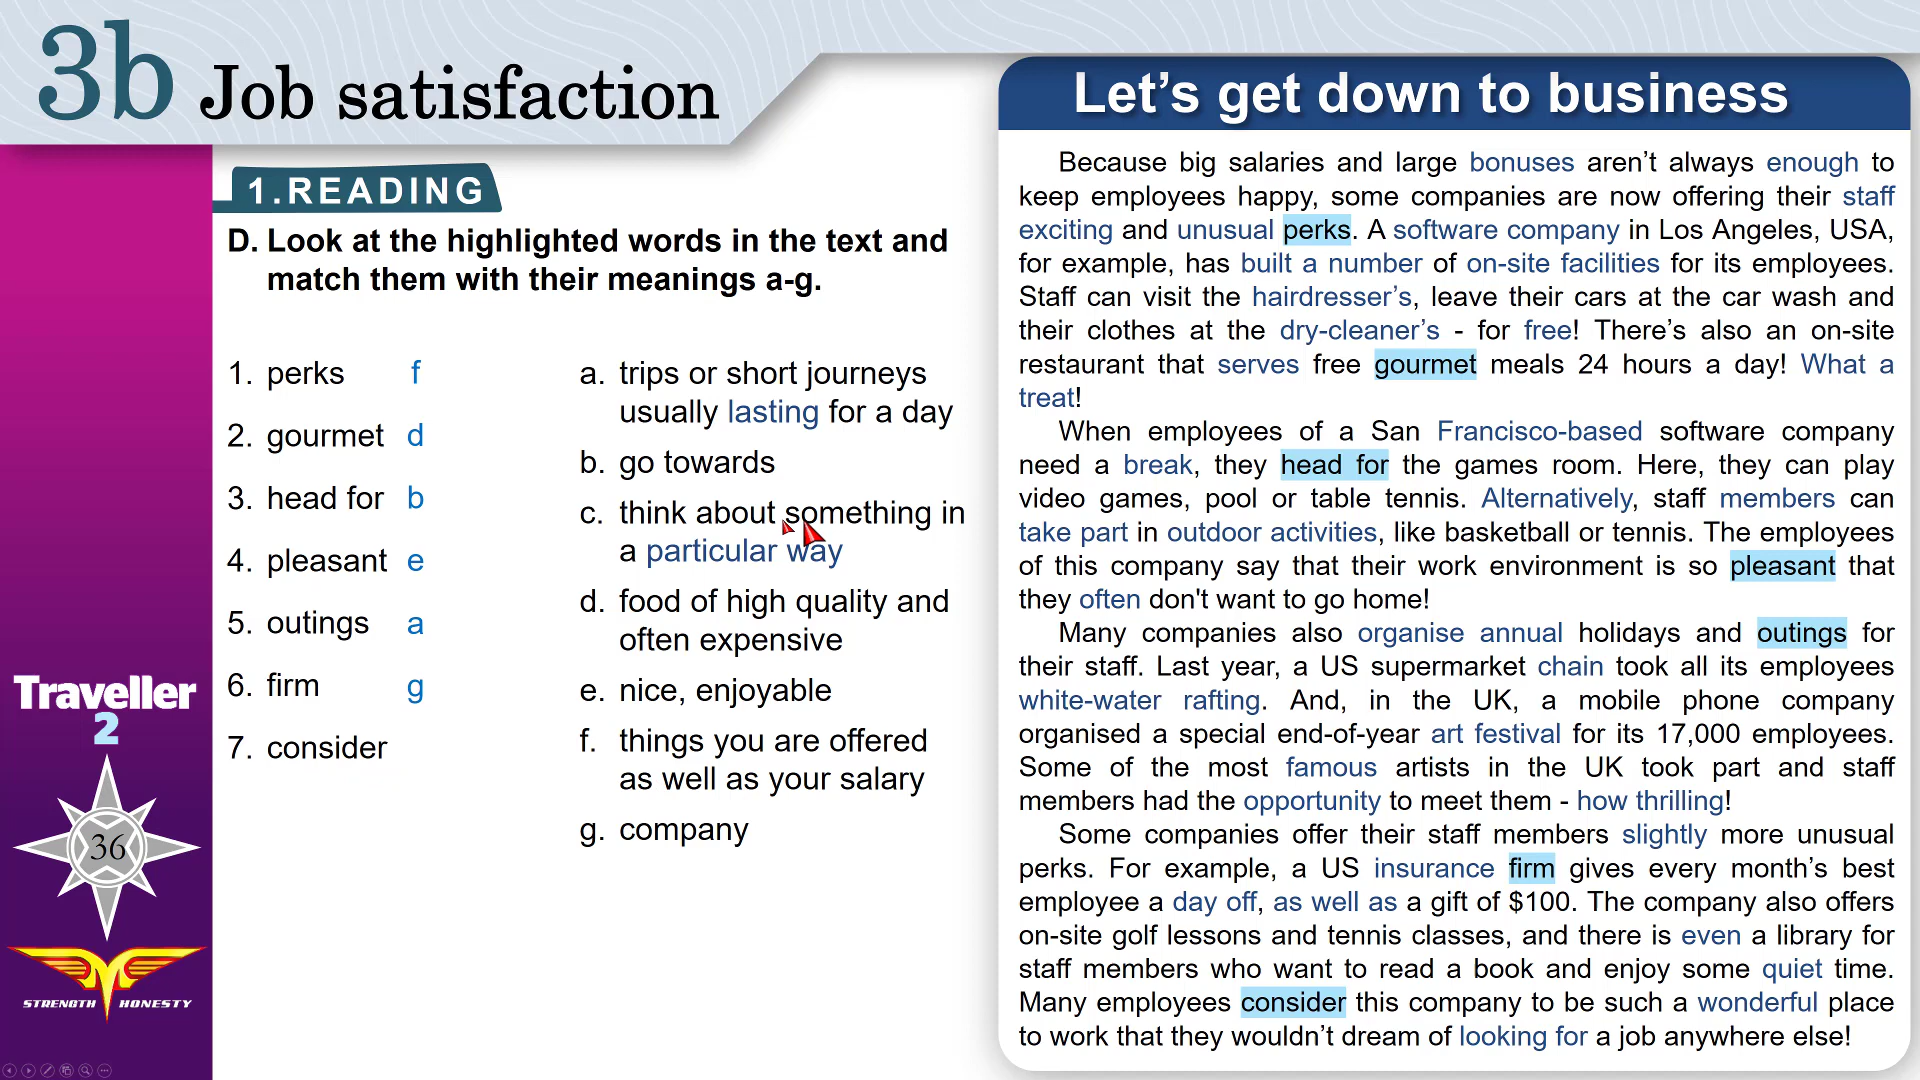 3b Job satisfaction
1.READING
D. Look at the highlighted words in the text and
match them with their meanings a-g.
1. perks f
2. gourmet d
3. head for b
4. pleasant e
5. outings a
6. firm g
7. consider
a. trips or short journeys
usually lasting for a day
b. go towards
c. think about something in
a particular way
d. food of high quality and
often expensive
e. nice, enjoyable
f. things you are offered
as well as your salary
g. company
Traveller
2
36
STRENGTH HONESTY
Let's get down to business
Because big salaries and large bonuses aren't always enough to
keep employees happy, some companies are now offering their staff
exciting and unusual perks. A software company in Los Angeles, USA,
for example, has built a number of on-site facilities for its employees.
Staff can visit the hairdresser's, leave their cars at the car wash and
their clothes at the dry-cleaner's - for free! There's also an on-site
restaurant that serves free gourmet meals 24 hours a day! What a
treat!
When employees of a San Francisco-based software company
need a break, they head for the games room. Here, they can play
video games, pool or table tennis. Alternatively, staff members can
take part in outdoor activities, like basketball or tennis. The employees
of this company say that their work environment is so pleasant that
they often don't want to go home!
Many companies also organise annual holidays and outings for
their staff. Last year, a US supermarket chain took all its employees
white-water rafting. And, in the UK, a mobile phone company
organised a special end-of-year art festival for its 17,000 employees.
Some of the most famous artists in the UK took part and staff
members had the opportunity to meet them - how thrilling!
Some companies offer their staff members slightly more unusual
perks. For example, a US insurance firm gives every month's best
employee a day off, as well as a gift of $100. The company also offers
on-site golf lessons and tennis classes, and there is even a library for
staff members who want to read a book and enjoy some quiet time.
Many employees consider this company to be such a wonderful place
to work that they wouldn't dream of looking for a job anywhere else!